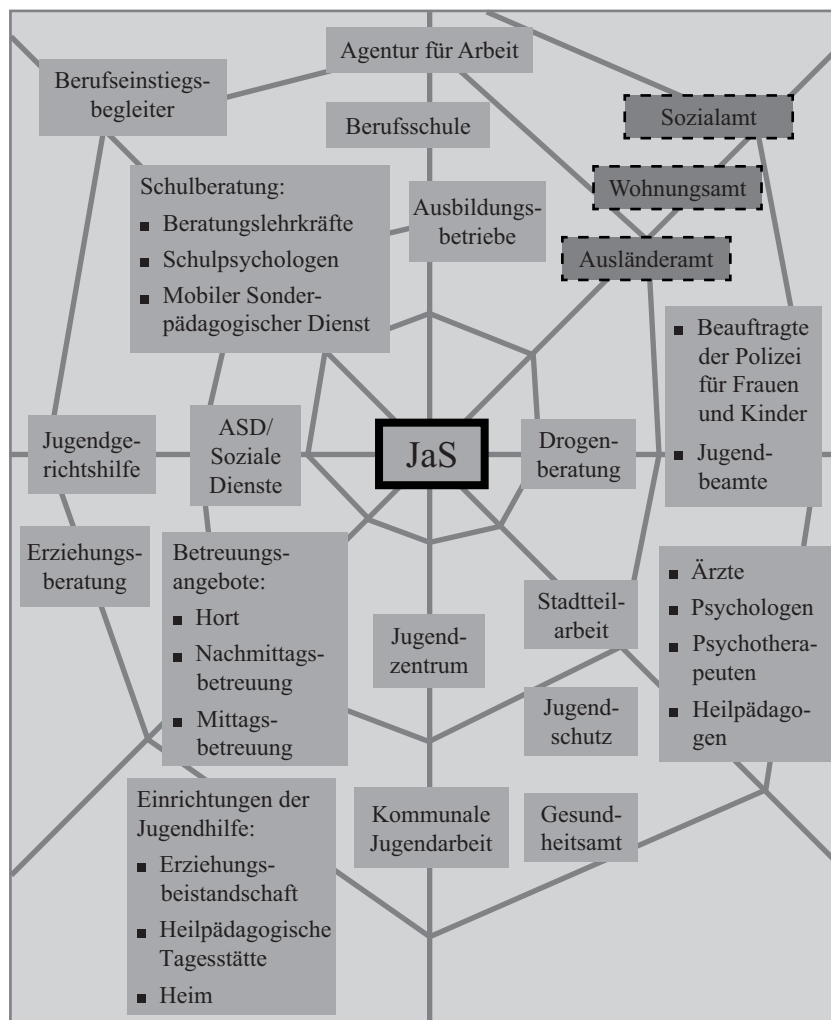 Agentur für Arbeit
Berufseinstiegs-
begleiter
Berufsschule
Sozialamt
Schulberatung:
▪ Beratungslehrkräfte
▪ Schulpsychologen
▪ Mobiler Sonder-
pädagogischer Dienst
Ausbildungs-
betriebe
Wohnungsamt
Ausländeramt
▪ Beauftragte
der Polizei
für Frauen
und Kinder
▪ Jugend-
beamte
Jugendge-
richtshilfe
ASD/
Soziale
Dienste
JaS
Drogen-
beratung
Erziehungs-
beratung
Betreuungs-
angebote:
▪ Hort
▪ Nachmittags-
betreuung
▪ Mittags-
betreuung
Jugend-
zentrum
Stadtteil-
arbeit
▪ Ärzte
▪ Psychologen
▪ Psychothera-
peuten
▪ Heilpädago-
gen
Jugend-
schutz
Einrichtungen der
Jugendhilfe:
▪ Erziehungs-
beistandschaft
▪ Heilpädagogische
Tagesstätte
▪ Heim
Kommunale
Jugendarbeit
Gesund-
heitsamt